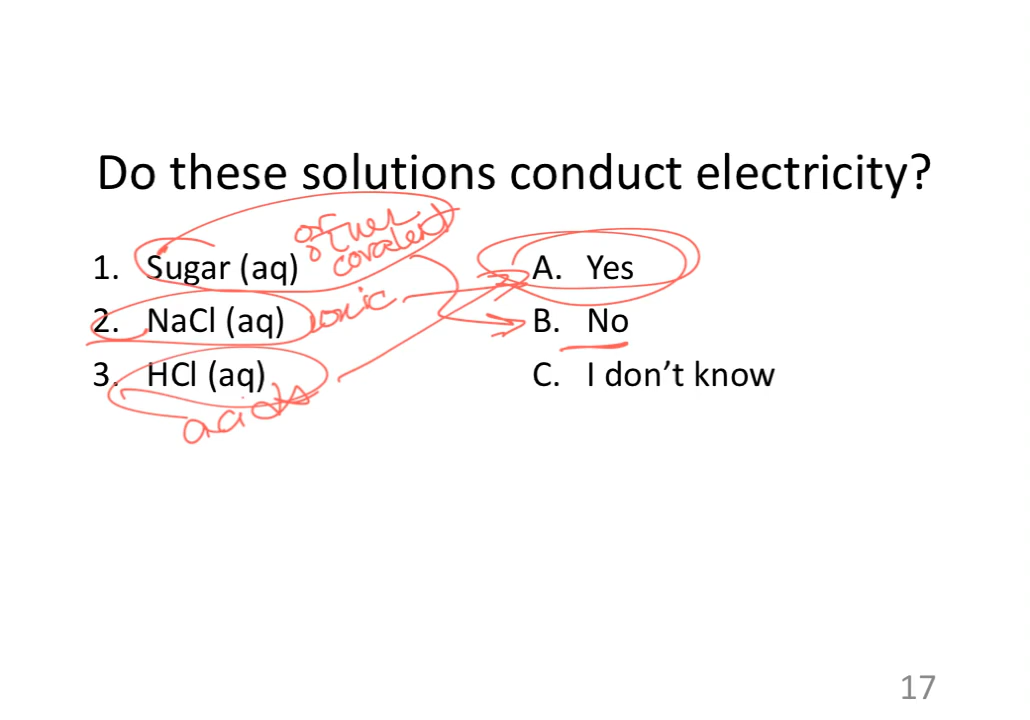 Do these solutions conduct electricity?
other
covalent
1. Sugar (aq)
A. Yes
2. NaCl (aq) ionic
B. No
3. HCl (aq)
C. I don’t know
acids
17